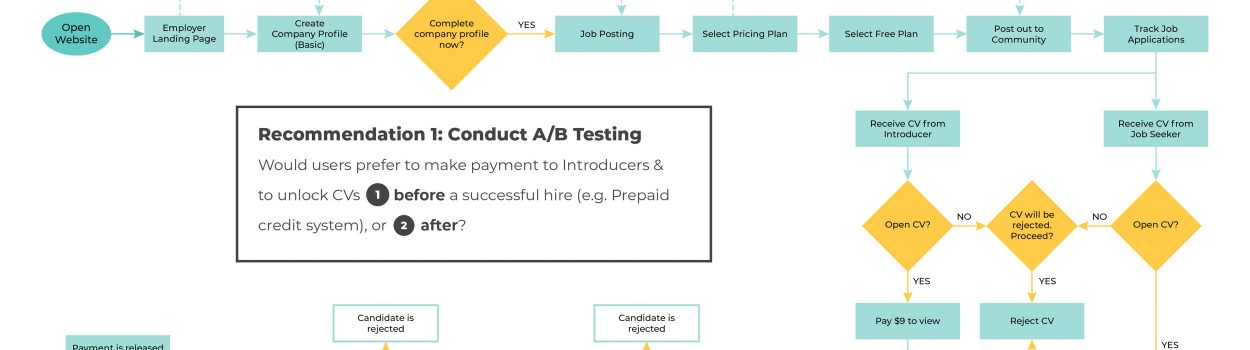 Open
Website
Employer
Landing Page
Create
Company Profile
(Basic)
Complete
company profile
now?
YES
Job Posting
Select Pricing Plan
Select Free Plan
Post out to
Community
Track Job
Applications
Recommendation 1: Conduct A/B Testing
Would users prefer to make payment to Introducers &
to unlock CVs 1 before a successful hire (e.g. Prepaid
credit system), or 2 after?
Receive CV from
Introducer
Receive CV from
Job Seeker
Open CV?
NO
CV will be
rejected.
Proceed?
NO
Open CV?
YES
YES
Pay $9 to view
Reject CV
YES
Candidate is
rejected
Candidate is
rejected
Payment is released